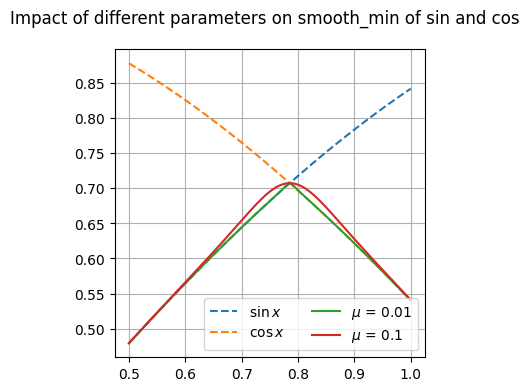 Impact of different parameters on smooth_min of sin and cos
0.85
0.80
0.75
0.70
0.65
0.60
0.55
0.50
sin x
cos x
μ = 0.01
μ = 0.1
0.5 0.6 0.7 0.8 0.9 1.0